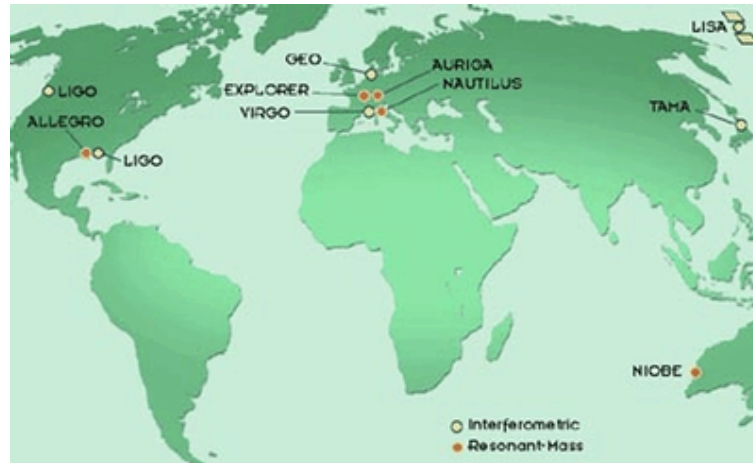 LISA
GEO
AURIGA
EXPLORER
NAUTILUS
LIGO
VIRGO
TAMA
ALLEGRO
LIGO
NIOBE
Interferometric
Resonant-Mass